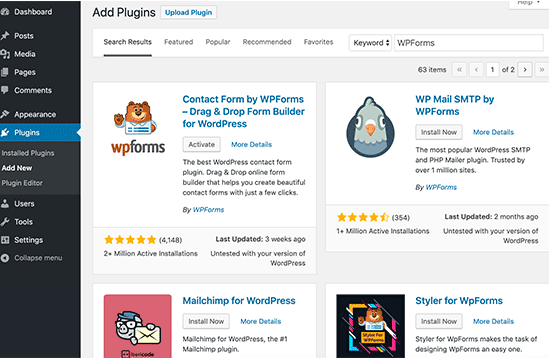 Help
Dashboard
Posts
Media
Pages
Comments
Appearance
Plugins
Installed Plugins
Add New
Plugin Editor
Users
Tools
Settings
Collapse menu
Add Plugins Upload Plugin
Search Results Featured Popular Recommended Favorites Keyword WPForms
63 items « ‹ 1 of 2 › »
wpforms
Contact Form by WPForms
– Drag & Drop Form Builder
for WordPress
Activate More Details
The best WordPress contact form
plugin. Drag & Drop online form
builder that helps you create beautiful
contact forms with just a few clicks.
By WPForms
(4,148)
2+ Million Active Installations
Last Updated: 3 weeks ago
Untested with your version of
WordPress
WP Mail SMTP by
WPForms
Install Now More Details
The most popular WordPress SMTP
and PHP Mailer plugin. Trusted by
over 1 million sites.
By WPForms
(354)
1+ Million Active Installations
Last Updated: 2 months ago
Untested with your version of
WordPress
ibericode
Mailchimp for WordPress
Install Now More Details
Mailchimp for WordPress, the #1
Mailchimp plugin.
Styler For
WPForms
Styler for WPForms
Install Now More Details
Styler for WPForms makes the task of
designing WPForms an easy one.